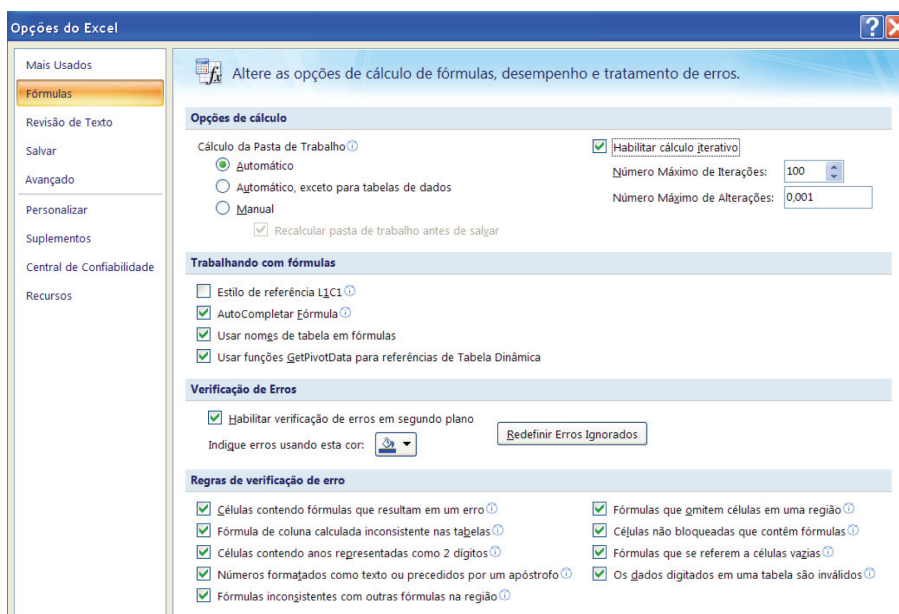 Opções do Excel
Mais Usados
Fórmulas
Revisão de Texto
Salvar
Avançado
Personalizar
Suplementos
Central de Confiabilidade
Recursos
Altere as opções de cálculo de fórmulas, desempenho e tratamento de erros.
Opções de cálculo
Cálculo da Pasta de Trabalho
Automático
Automático, exceto para tabelas de dados
Manual
Recalcular pasta de trabalho antes de salvar
Habilitar cálculo iterativo
Número Máximo de Iterações: 100
Número Máximo de Alterações: 0,001
Trabalhando com fórmulas
Estilo de referência L1C1
AutoCompletar Fórmula
Usar nomes de tabela em fórmulas
Usar funções GetPivotData para referências de Tabela Dinâmica
Verificação de Erros
Habilitar verificação de erros em segundo plano
Indique erros usando esta cor:
Redefinir Erros Ignorados
Regras de verificação de erro
Células contendo fórmulas que resultam em um erro
Fórmula de coluna calculada inconsistente nas tabelas
Células contendo anos representadas como 2 dígitos
Números formatados como texto ou precedidos por um apóstrofo
Fórmulas inconsistentes com outras fórmulas na região
Fórmulas que omitem células em uma região
Células não bloqueadas que contêm fórmulas
Fórmulas que se referem a células vazias
Os dados digitados em uma tabela são inválidos